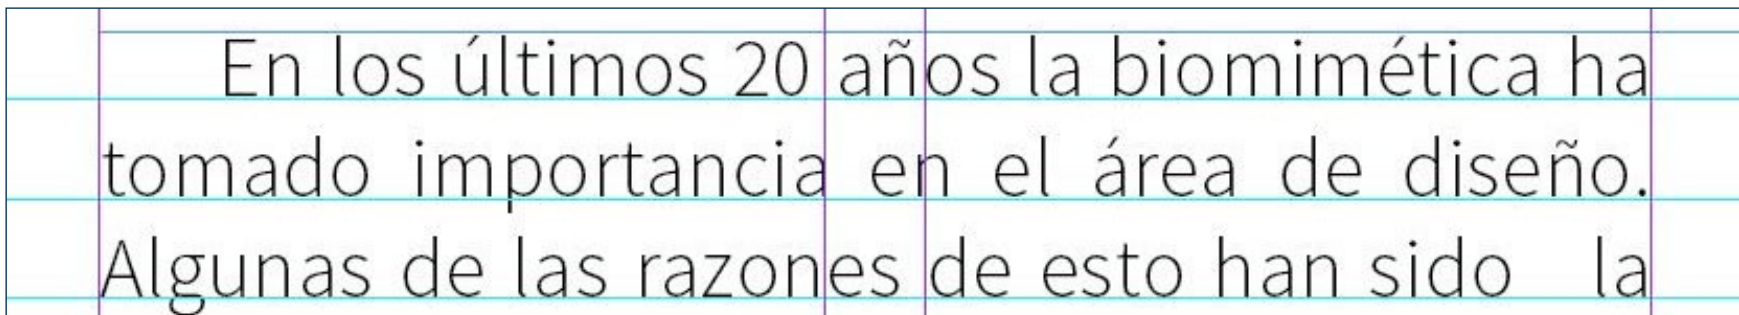 En los últimos 20 años la biomimética ha
tomado importancia en el área de diseño.
Algunas de las razones de esto han sido la